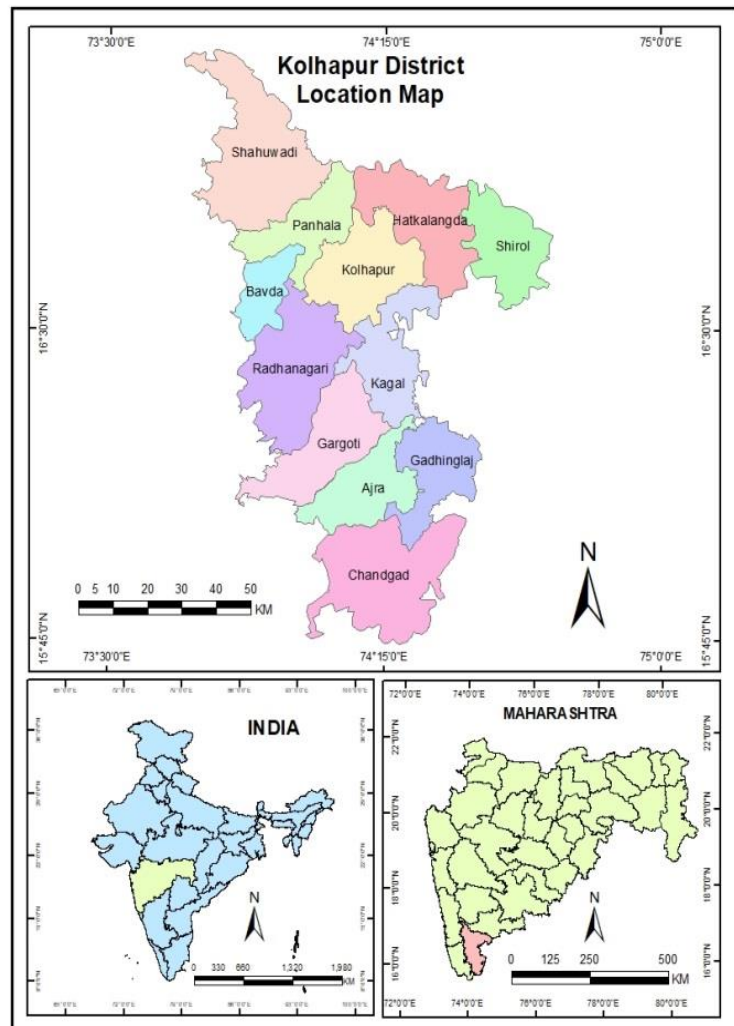 73°30'0"E 74°15'0"E 75°0'0"E
Kolhapur District
Location Map
Shahuwadi
Panhala
Hatkalangda
Shirol
Kolhapur
Bavda
16°30'0"N 16°30'0"N
Radhanagari
Kagal
Gargoti
Gadhinglaj
Ajra
N
Chandgad
0 5 10 20 30 40 50
KM
15°45'0"N 15°45'0"N
73°30'0"E 74°15'0"E 75°0'0"E
INDIA
N
0 330 660 1,320 1,980
KM
72°0'0"E 74°0'0"E 76°0'0"E 78°0'0"E 80°0'0"E
MAHARASHTRA
22°0'0"N 22°0'0"N
20°0'0"N 20°0'0"N
18°0'0"N 18°0'0"N
16°0'0"N 16°0'0"N
N
0 125 250 500
KM
72°0'0"E 74°0'0"E 76°0'0"E 78°0'0"E 80°0'0"E